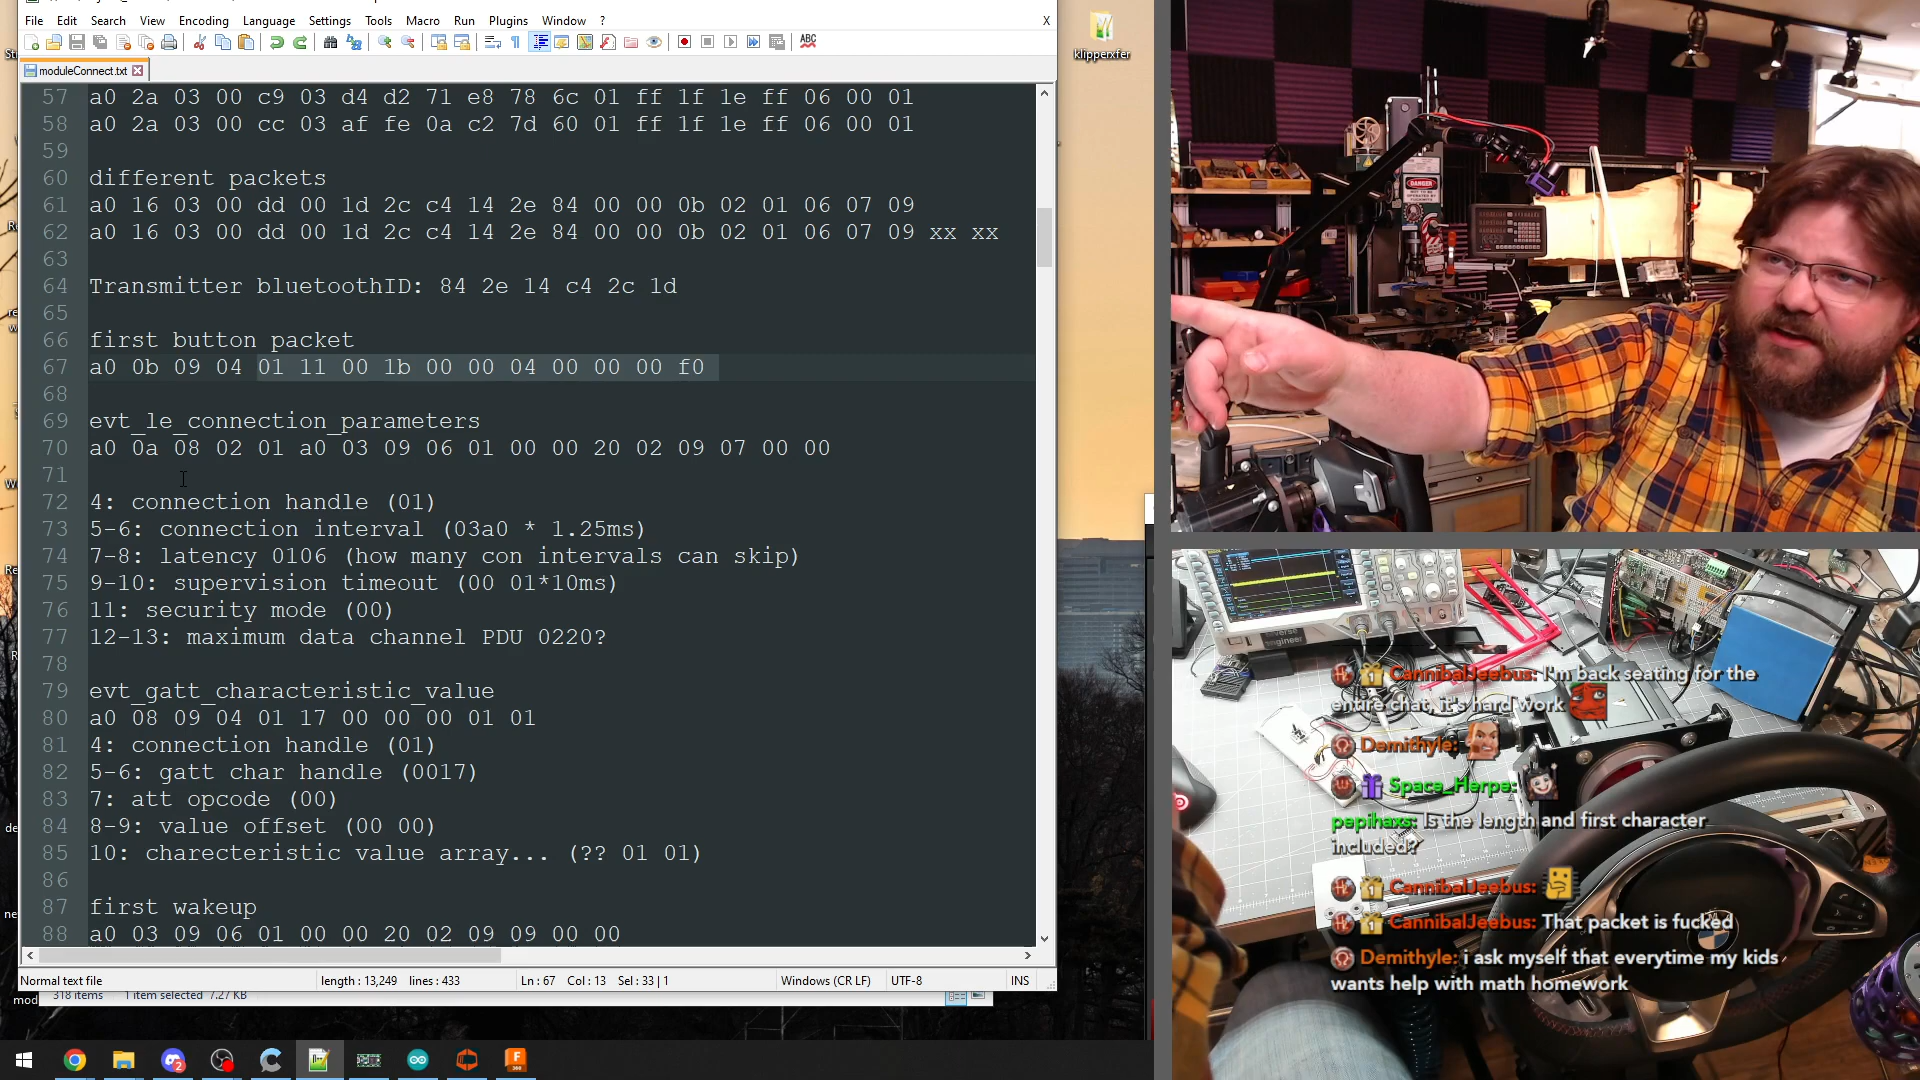 File Edit Search View Encoding Language Settings Tools Macro Run Plugins Window ? X
moduleConnect.txt
57 a0 2a 03 00 c9 03 d4 d2 71 e8 78 6c 01 ff 1f 1e ff 06 00 01
58 a0 2a 03 00 cc 03 af fe 0a c2 7d 60 01 ff 1f 1e ff 06 00 01
59
60 different packets
61 a0 16 03 00 dd 00 1d 2c c4 14 2e 84 00 00 0b 02 01 06 07 09
62 a0 16 03 00 dd 00 1d 2c c4 14 2e 84 00 00 0b 02 01 06 07 09 xx xx
63
64 Transmitter bluetoothID: 84 2e 14 c4 2c 1d
65
66 first button packet
67 a0 0b 09 04 01 11 00 1b 00 00 04 00 00 00 f0
68
69 evt_le_connection_parameters
70 a0 0a 08 02 01 a0 03 09 06 01 00 00 20 02 09 07 00 00
71
72 4: connection handle (01)
73 5-6: connection interval (03a0 * 1.25ms)
74 7-8: latency 0106 (how many con intervals can skip)
75 9-10: supervision timeout (00 01*10ms)
76 11: security mode (00)
77 12-13: maximum data channel PDU 0220?
78
79 evt_gatt_characteristic_value
80 a0 08 09 04 01 17 00 00 00 01 01
81 4: connection handle (01)
82 5-6: gatt char handle (0017)
83 7: att opcode (00)
84 8-9: value offset (00 00)
85 10: charecteristic value array... (?? 01 01)
86
87 first wakeup
88 a0 03 09 06 01 00 00 20 02 09 09 00 00
Normal text file length : 13,249 lines : 433 Ln : 67 Col : 13 Sel : 33 | 1 Windows (CR LF) UTF-8 INS
318 items 1 item selected 7.27 KB
klipperxfer
DANGER
CannibalJeebus: I'm back seating for the
entire chat, it's hard work
Demithyle:
Space_Herpe:
pepihaxs: Is the length and first character
included?
CannibalJeebus:
CannibalJeebus: That packet is fucked
Demithyle: i ask myself that everytime my kids
wants help with math homework